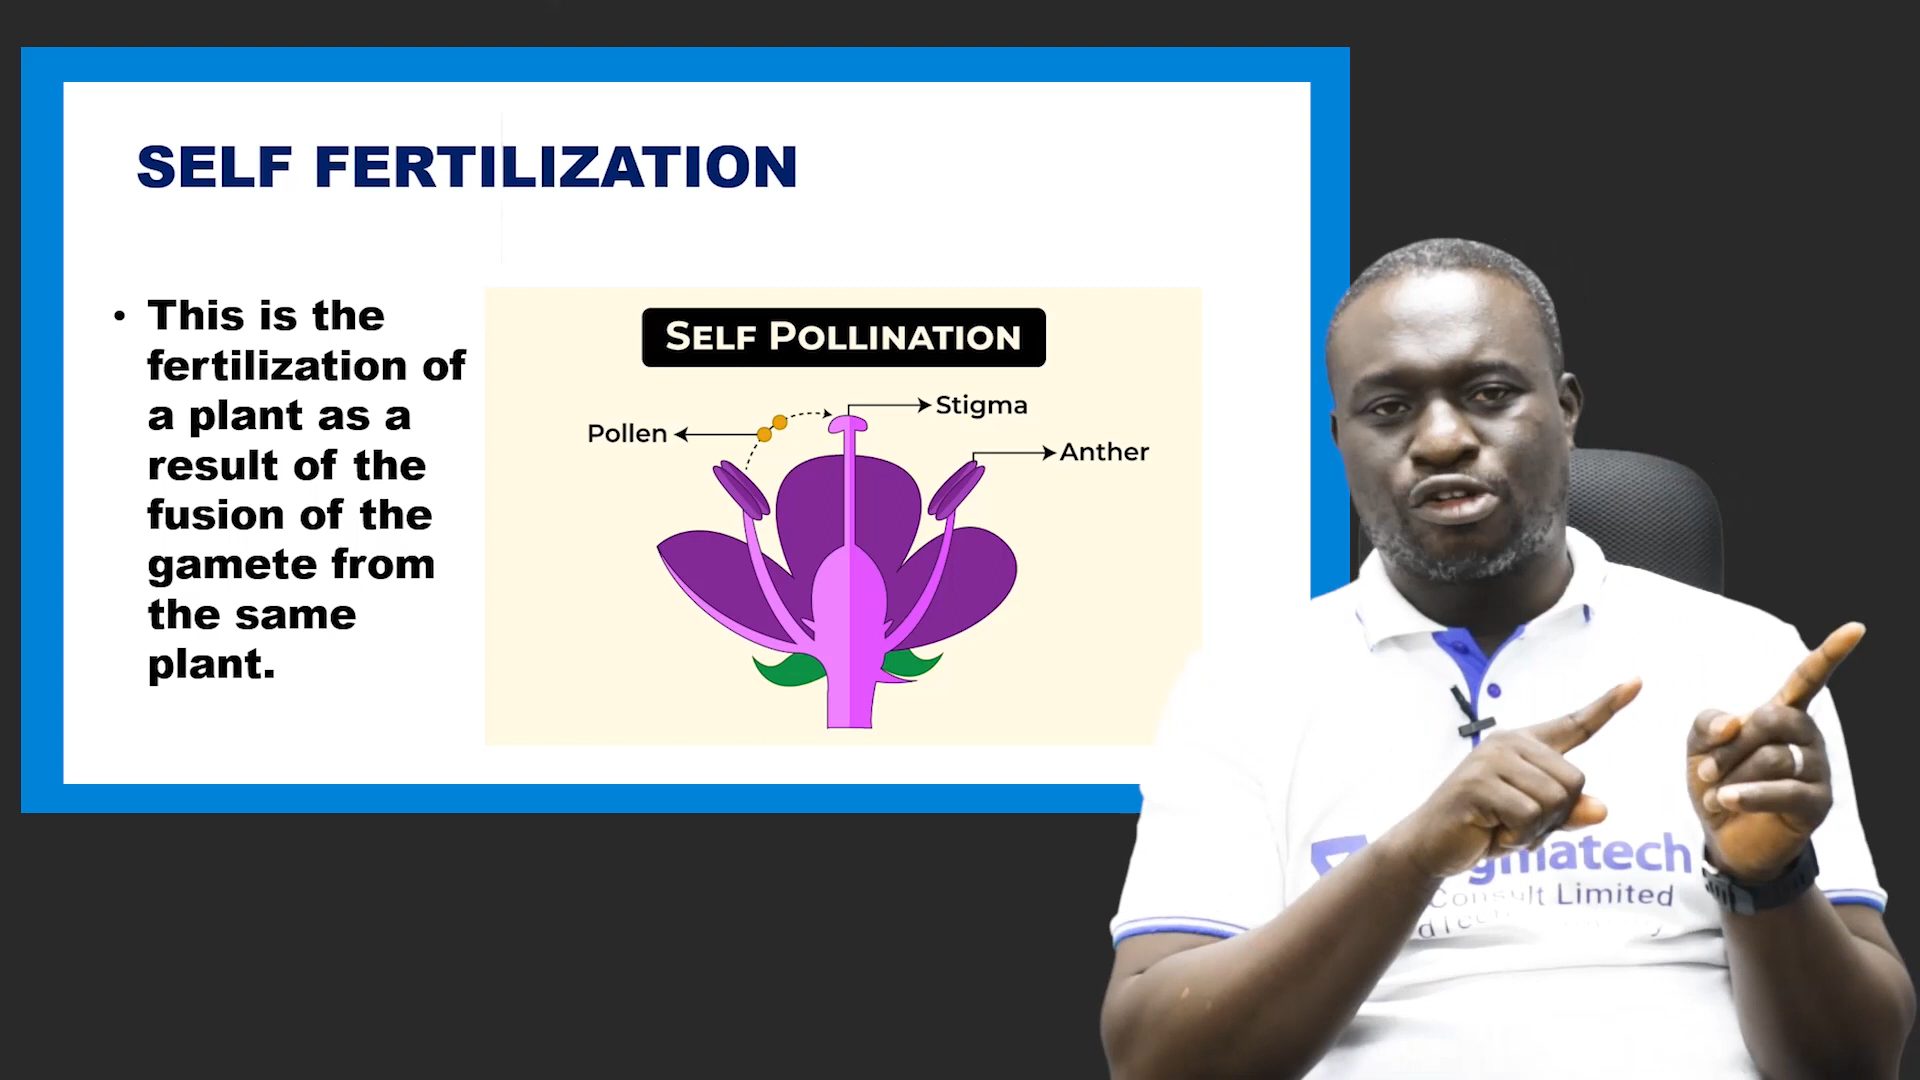 SELF FERTILIZATION
• This is the
fertilization of
a plant as a
result of the
fusion of the
gamete from
the same
plant.
SELF POLLINATION
Stigma
Pollen
Anther
Consult Limited